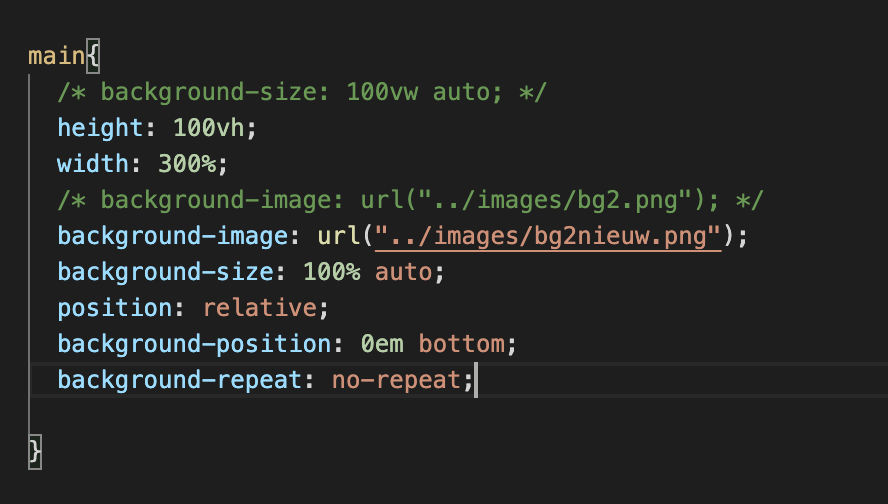 main{
/* background-size: 100vw auto; */
height: 100vh;
width: 300%;
/* background-image: url("../images/bg2.png"); */
background-image: url("../images/bg2nieuw.png");
background-size: 100% auto;
position: relative;
background-position: 0em bottom;
background-repeat: no-repeat;
}